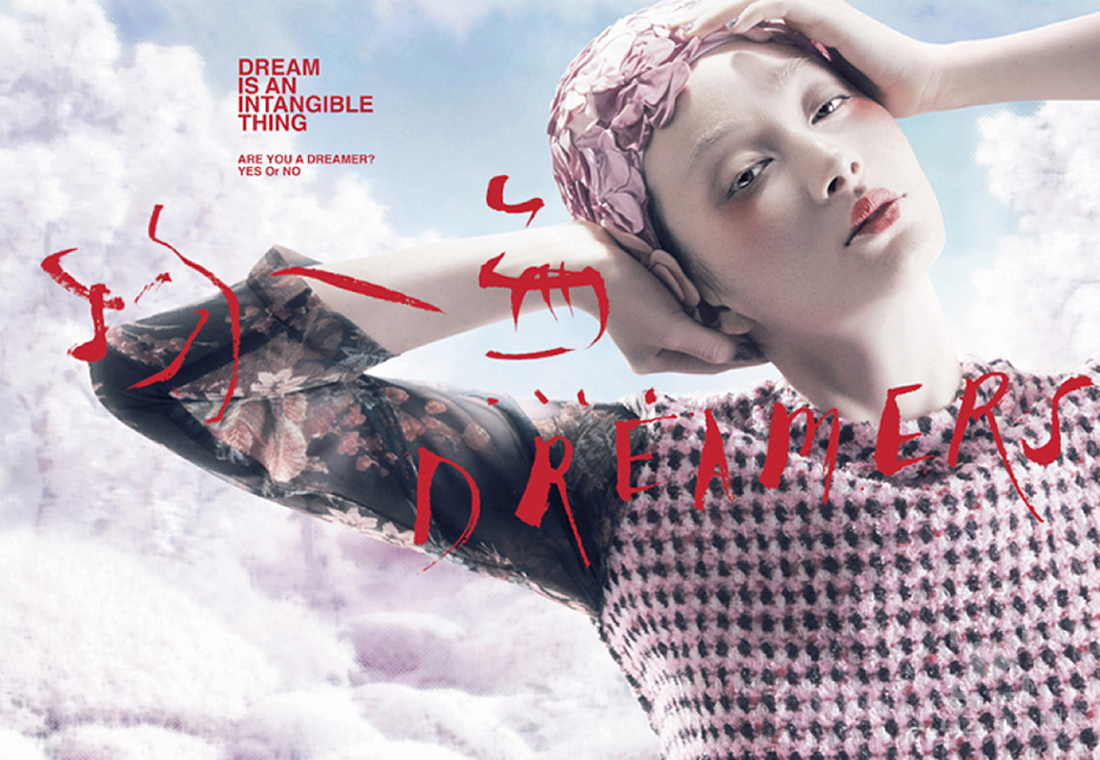 DREAM
IS AN
INTANGIBLE
THING
ARE YOU A DREAMER?
YES Or NO
DREAMERS